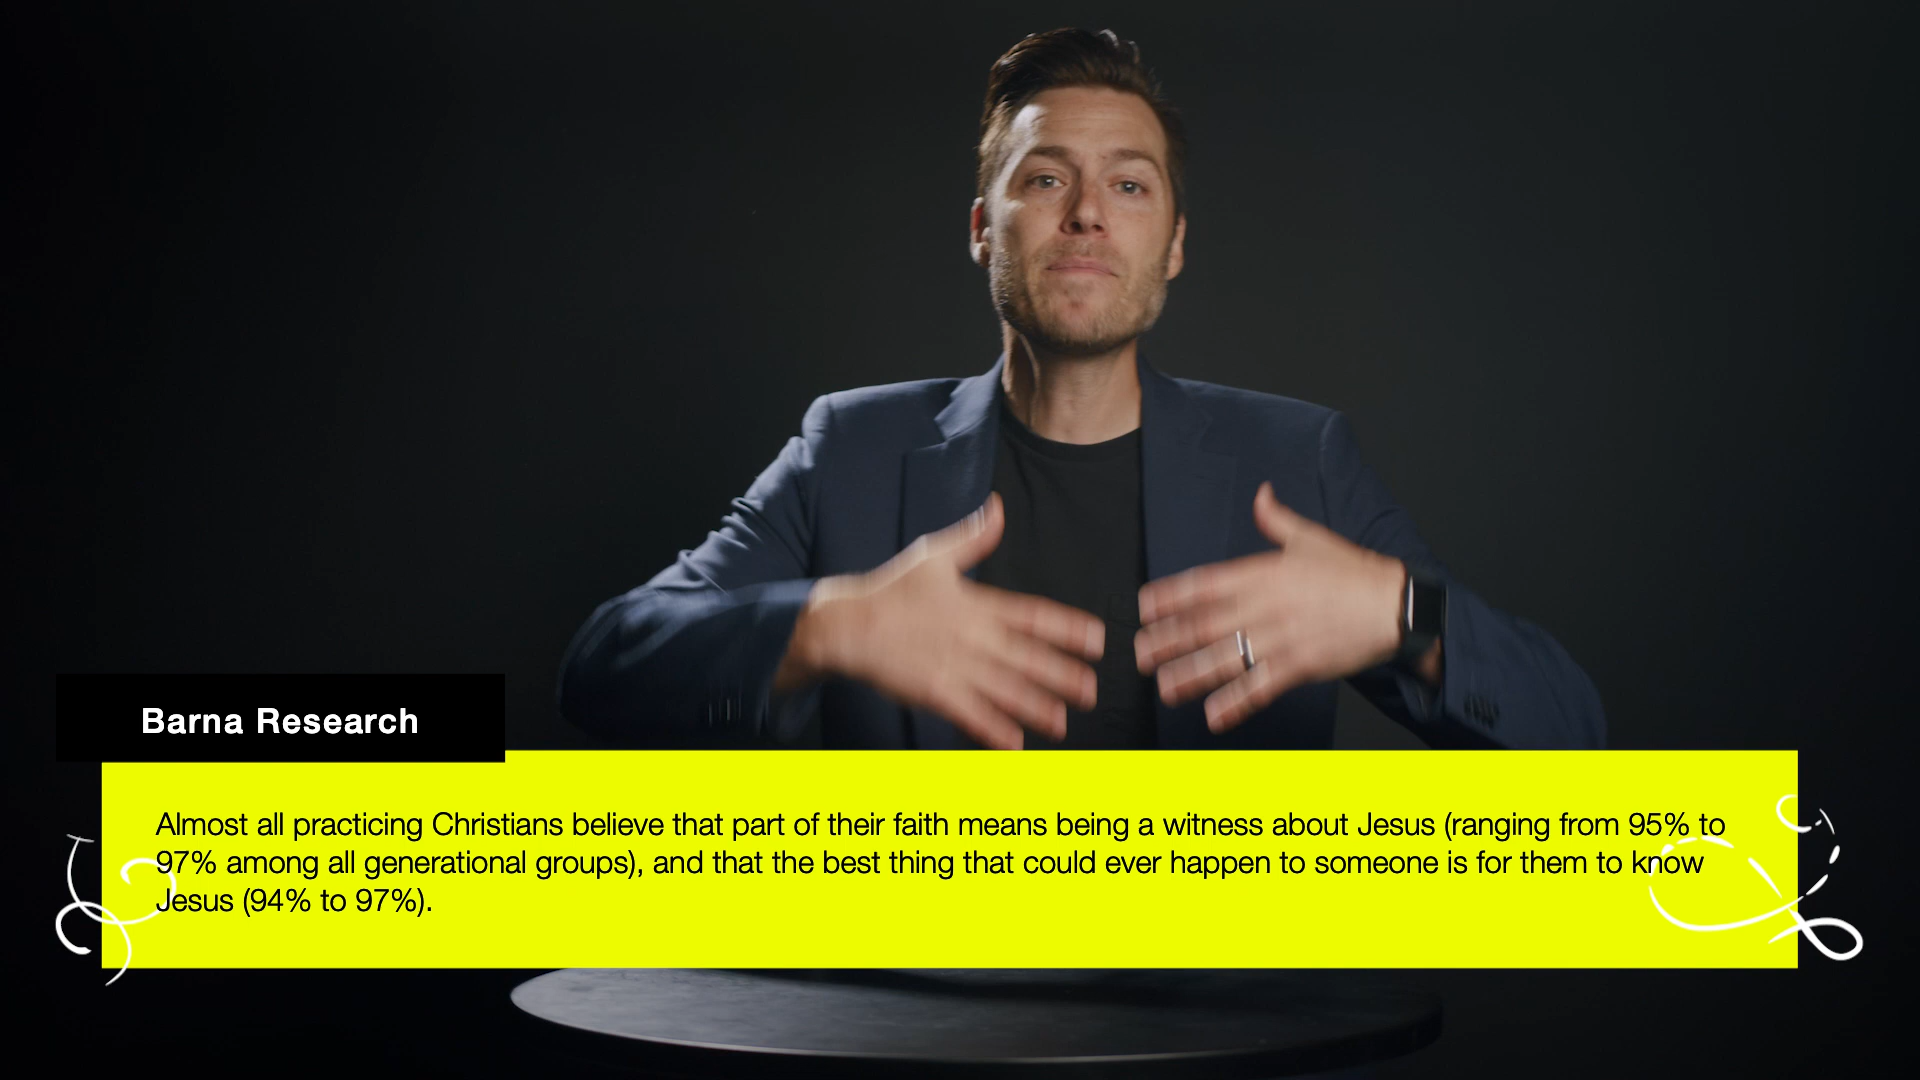 Barna Research
Almost all practicing Christians believe that part of their faith means being a witness about Jesus (ranging from 95% to
97% among all generational groups), and that the best thing that could ever happen to someone is for them to know
Jesus (94% to 97%).